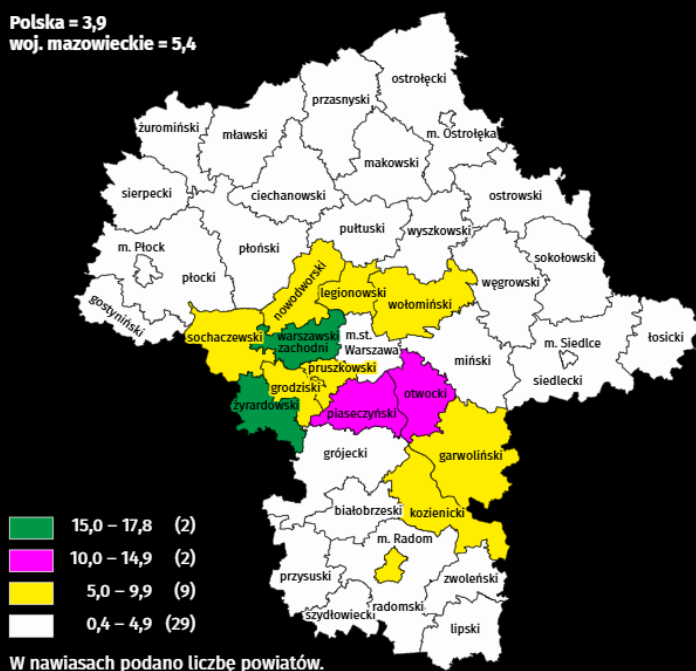 Polska = 3,9
woj. mazowieckie = 5,4
ostrołęcki
przasnyski
żuromiński
mławski
m. Ostrołęka
makowski
sierpecki
ciechanowski
ostrowski
pułtuski
wyszkowski
m. Płock
płoński
sokołowski
płocki
węgrowski
nowodworski
legionowski
wołomiński
gostyniński
sochaczewski
warszawski
zachodni
m.st.
Warszawa
łosicki
m. Siedlce
miński
siedlecki
pruszkowski
grodziski
otwocki
żyrardowski
piaseczyński
grójecki
garwoliński
białobrzeski
kozienicki
m. Radom
przysuski
zwoleński
szydłowiecki
radomski
lipski
15,0 – 17,8 (2)
10,0 – 14,9 (2)
5,0 – 9,9 (9)
0,4 – 4,9 (29)
W nawiasach podano liczbę powiatów.